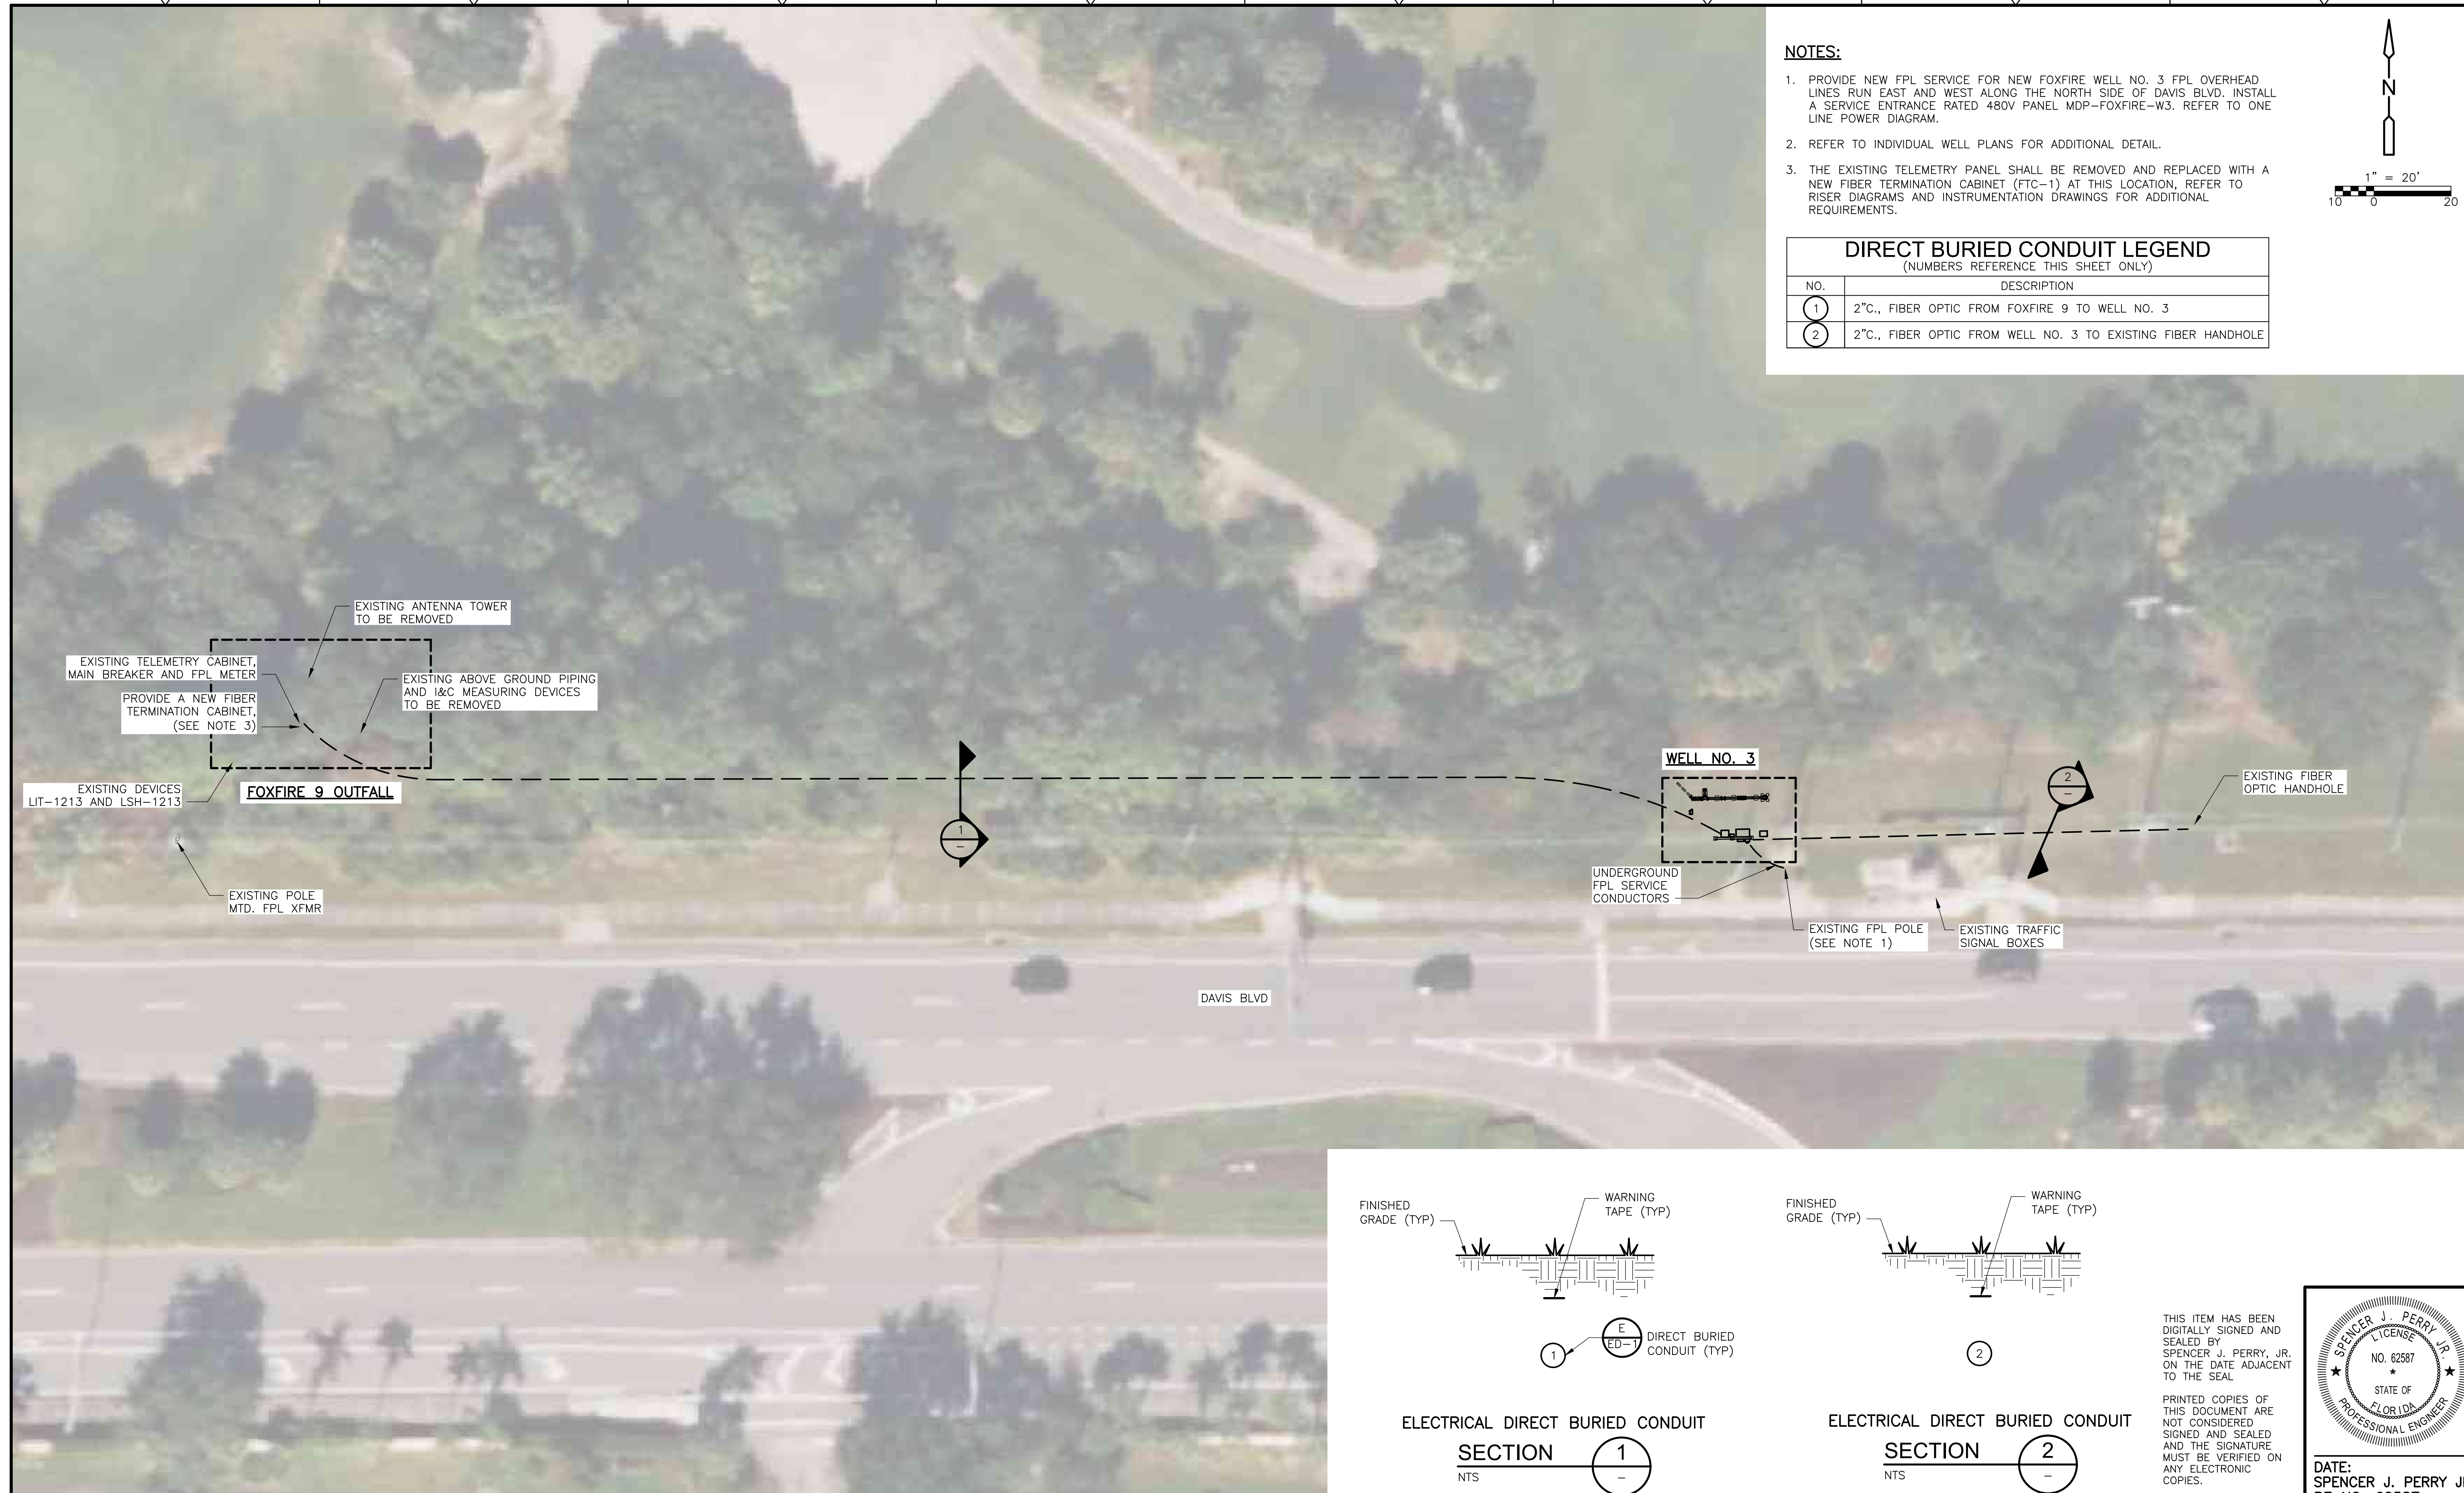 NOTES:
1. PROVIDE NEW FPL SERVICE FOR NEW FOXFIRE WELL NO. 3 FPL OVERHEAD
LINES RUN EAST AND WEST ALONG THE NORTH SIDE OF DAVIS BLVD. INSTALL
A SERVICE ENTRANCE RATED 480V PANEL MDP-FOXFIRE-W3. REFER TO ONE
LINE POWER DIAGRAM.
2. REFER TO INDIVIDUAL WELL PLANS FOR ADDITIONAL DETAIL.
3. THE EXISTING TELEMETRY PANEL SHALL BE REMOVED AND REPLACED WITH A
NEW FIBER TERMINATION CABINET (FTC-1) AT THIS LOCATION, REFER TO
RISER DIAGRAMS AND INSTRUMENTATION DRAWINGS FOR ADDITIONAL
REQUIREMENTS.
N
1" = 20'
10 0 20
DIRECT BURIED CONDUIT LEGEND
(NUMBERS REFERENCE THIS SHEET ONLY)
NO. DESCRIPTION
1 2"C., FIBER OPTIC FROM FOXFIRE 9 TO WELL NO. 3
2 2"C., FIBER OPTIC FROM WELL NO. 3 TO EXISTING FIBER HANDHOLE
EXISTING ANTENNA TOWER
TO BE REMOVED
EXISTING TELEMETRY CABINET,
MAIN BREAKER AND FPL METER
PROVIDE A NEW FIBER
TERMINATION CABINET,
(SEE NOTE 3)
EXISTING ABOVE GROUND PIPING
AND I&C MEASURING DEVICES
TO BE REMOVED
EXISTING DEVICES
LIT-1213 AND LSH-1213
FOXFIRE 9 OUTFALL
EXISTING POLE
MTD. FPL XFMR
1
-
WELL NO. 3
UNDERGROUND
FPL SERVICE
CONDUCTORS
EXISTING FPL POLE
(SEE NOTE 1)
EXISTING TRAFFIC
SIGNAL BOXES
2
-
EXISTING FIBER
OPTIC HANDHOLE
DAVIS BLVD
FINISHED
GRADE (TYP)
WARNING
TAPE (TYP)
1
E
ED-1
DIRECT BURIED
CONDUIT (TYP)
ELECTRICAL DIRECT BURIED CONDUIT
SECTION 1
NTS -
FINISHED
GRADE (TYP)
WARNING
TAPE (TYP)
2
ELECTRICAL DIRECT BURIED CONDUIT
SECTION 2
NTS -
THIS ITEM HAS BEEN
DIGITALLY SIGNED AND
SEALED BY
SPENCER J. PERRY, JR.
ON THE DATE ADJACENT
TO THE SEAL
PRINTED COPIES OF
THIS DOCUMENT ARE
NOT CONSIDERED
SIGNED AND SEALED
AND THE SIGNATURE
MUST BE VERIFIED ON
ANY ELECTRONIC
COPIES.
SPENCER J. PERRY JR.
LICENSE
NO. 62587
*
STATE OF
FLORIDA
PROFESSIONAL ENGINEER
DATE:
SPENCER J. PERRY